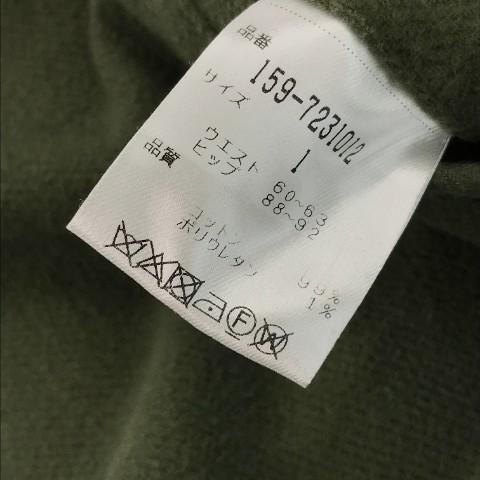 品番
159-7231012
サイズ
1
ウエスト 60~63
ヒップ 88~92
品質
コットン 99%
ポリウレタン 1%
F
W